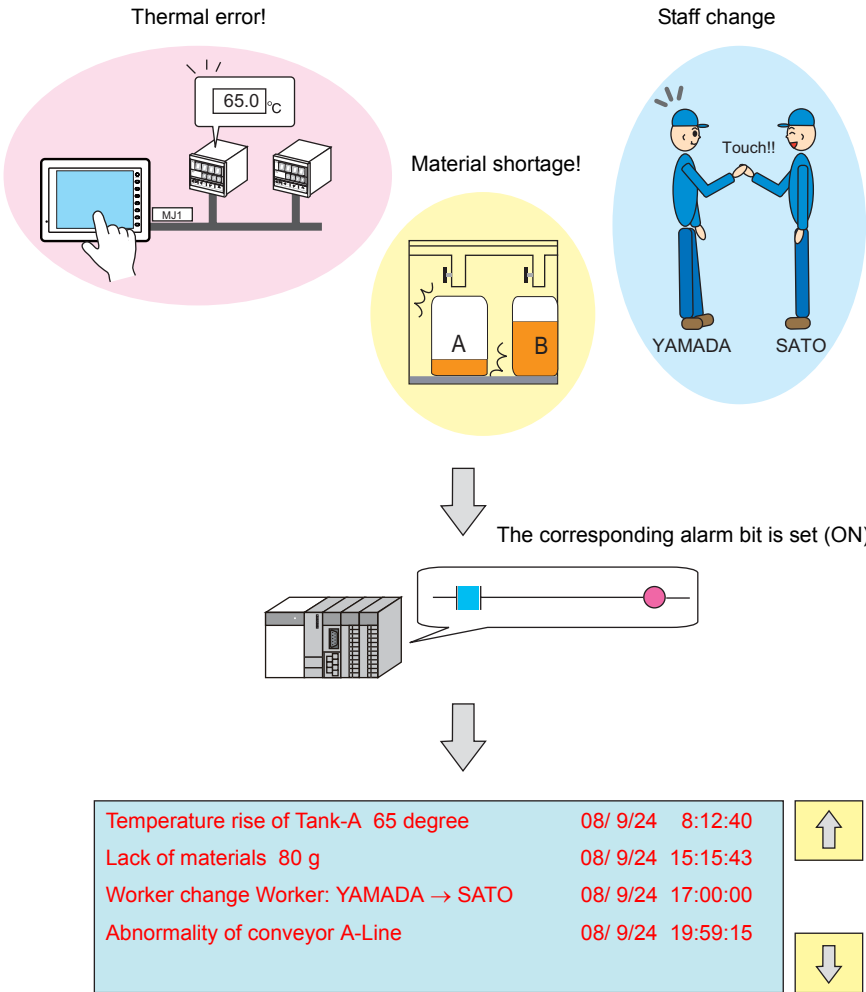 Thermal error!
Staff change
65.0 °C
Touch!!
Material shortage!
MJ1
A
B
YAMADA
SATO
The corresponding alarm bit is set (ON)
Temperature rise of Tank-A 65 degree 08/ 9/24 8:12:40
Lack of materials 80 g 08/ 9/24 15:15:43
Worker change Worker: YAMADA → SATO 08/ 9/24 17:00:00
Abnormality of conveyor A-Line 08/ 9/24 19:59:15